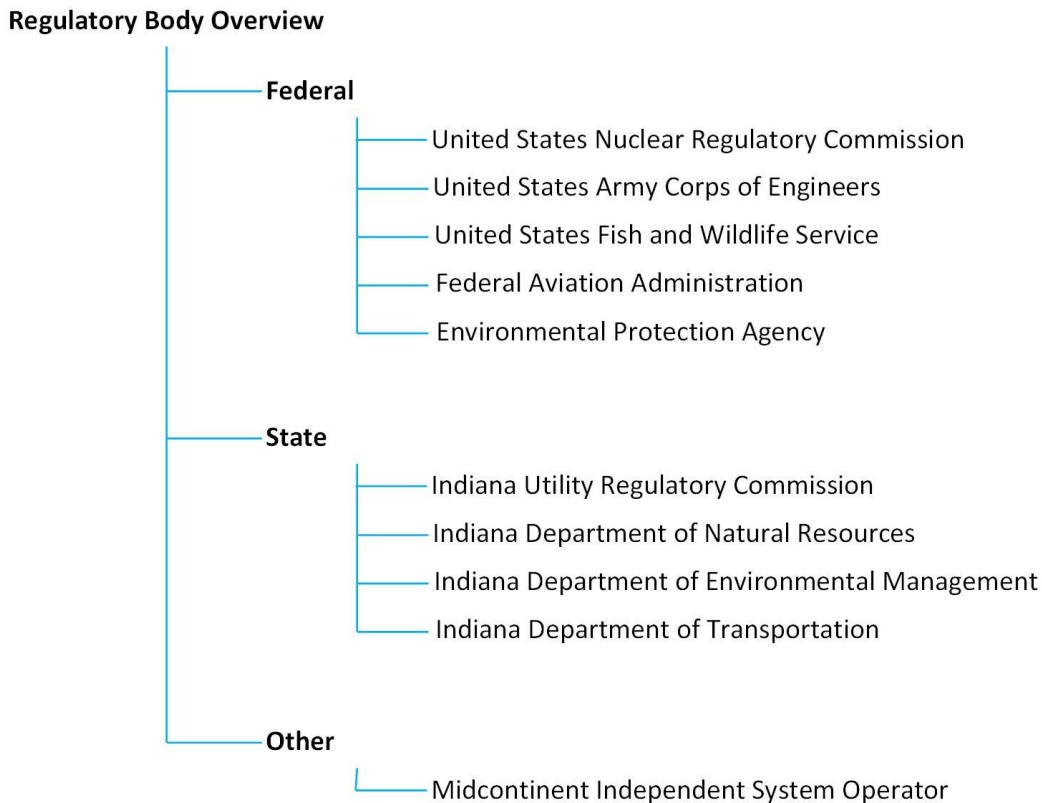 Regulatory Body Overview
Federal
United States Nuclear Regulatory Commission
United States Army Corps of Engineers
United States Fish and Wildlife Service
Federal Aviation Administration
Environmental Protection Agency
State
Indiana Utility Regulatory Commission
Indiana Department of Natural Resources
Indiana Department of Environmental Management
Indiana Department of Transportation
Other
Midcontinent Independent System Operator